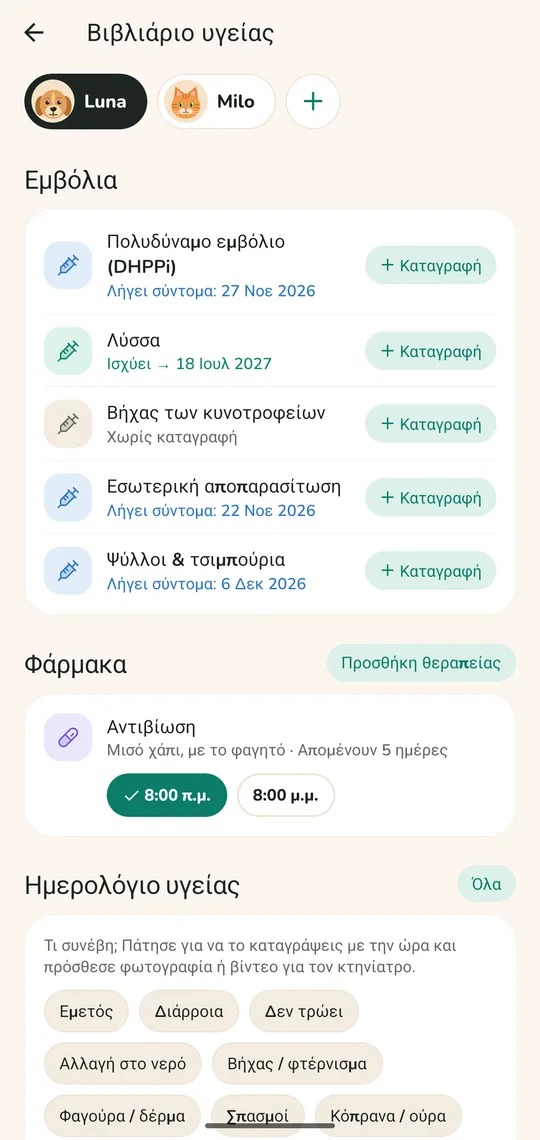 Βιβλιάριο υγείας
Luna
Milo
Εμβόλια
Πολυδύναμο εμβόλιο
(DHPPi)
Λήγει σύντομα: 27 Νοε 2026
+ Καταγραφή
Λύσσα
Ισχύει → 18 Ιουλ 2027
+ Καταγραφή
Βήχας των κυνοτροφείων
Χωρίς καταγραφή
+ Καταγραφή
Εσωτερική αποπαρασίτωση
Λήγει σύντομα: 22 Νοε 2026
+ Καταγραφή
Ψύλλοι & τσιμπούρια
Λήγει σύντομα: 6 Δεκ 2026
+ Καταγραφή
Φάρμακα
Προσθήκη θεραπείας
Αντιβίωση
Μισό χάπι, με το φαγητό · Απομένουν 5 ημέρες
✓ 8:00 π.μ.
8:00 μ.μ.
Ημερολόγιο υγείας
Όλα
Τι συνέβη; Πάτησε για να το καταγράψεις με την ώρα και
πρόσθεσε φωτογραφία ή βίντεο για τον κτηνίατρο.
Εμετός
Διάρροια
Δεν τρώει
Αλλαγή στο νερό
Βήχας / φτέρνισμα
Φαγούρα / δέρμα
Σπασμοί
Κόπρανα / ούρα